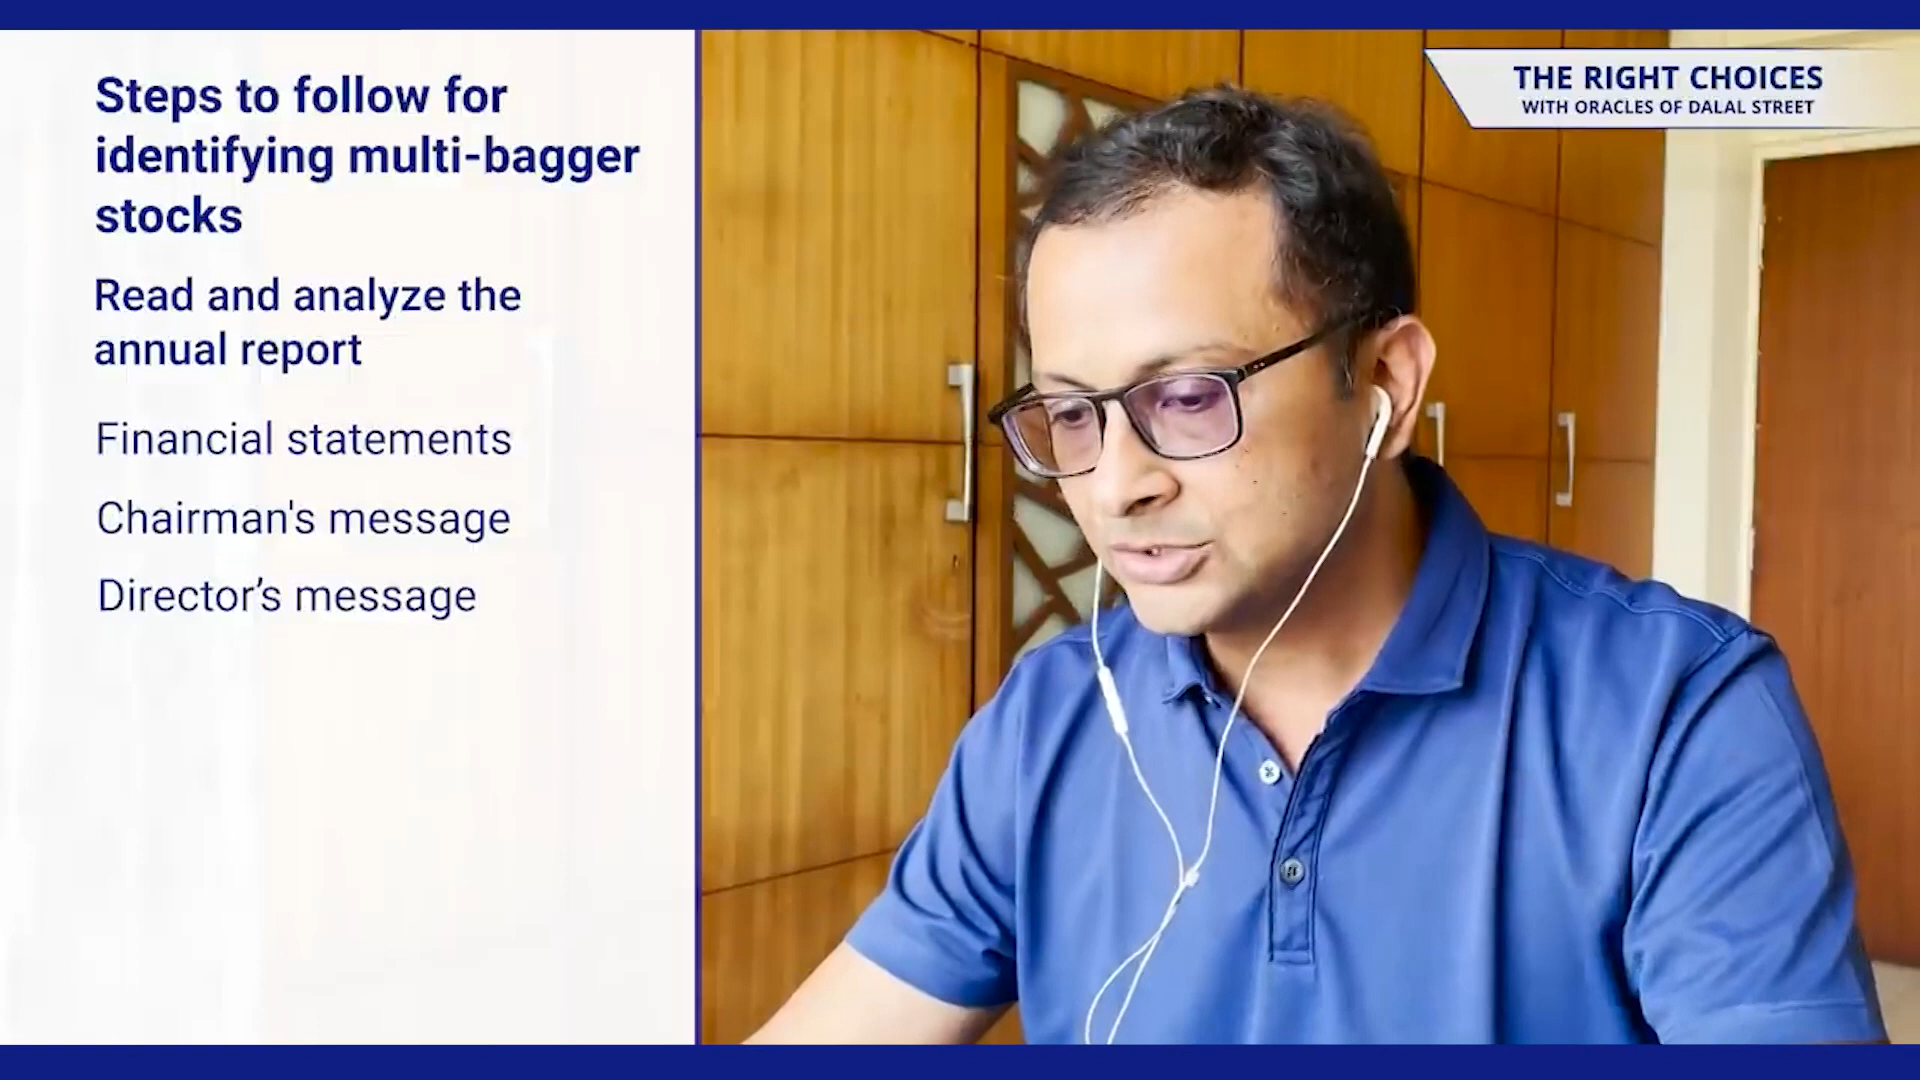 Steps to follow for
identifying multi-bagger
stocks
Read and analyze the
annual report
Financial statements
Chairman's message
Director’s message
THE RIGHT CHOICES
WITH ORACLES OF DALAL STREET